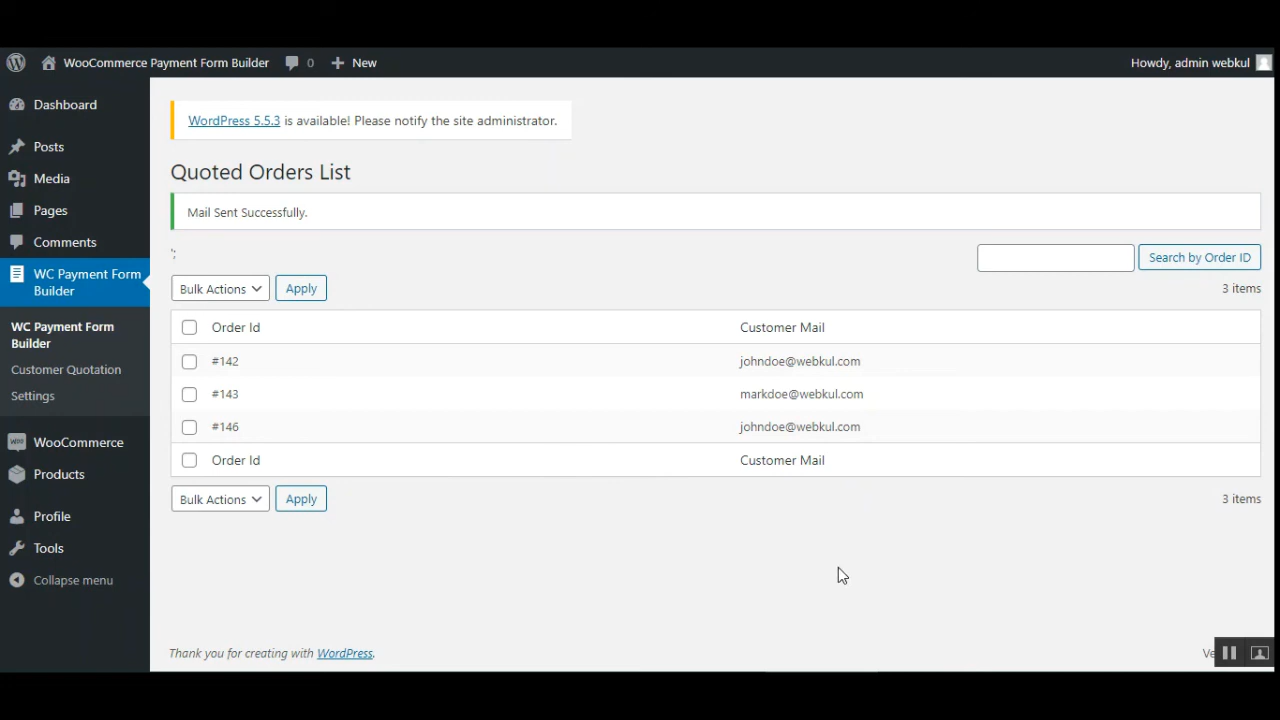 WooCommerce Payment Form Builder 0 New Howdy, admin webkul
Dashboard
Posts
Media
Pages
Comments
WC Payment Form
Builder
WC Payment Form
Builder
Customer Quotation
Settings
WooCommerce
Products
Profile
Tools
Collapse menu
WordPress 5.5.3 is available! Please notify the site administrator.
Quoted Orders List
Mail Sent Successfully.
';
Search by Order ID
Bulk Actions Apply 3 items
Order Id Customer Mail
#142 johndoe@webkul.com
#143 markdoe@webkul.com
#146 johndoe@webkul.com
Order Id Customer Mail
Bulk Actions Apply 3 items
Thank you for creating with WordPress.